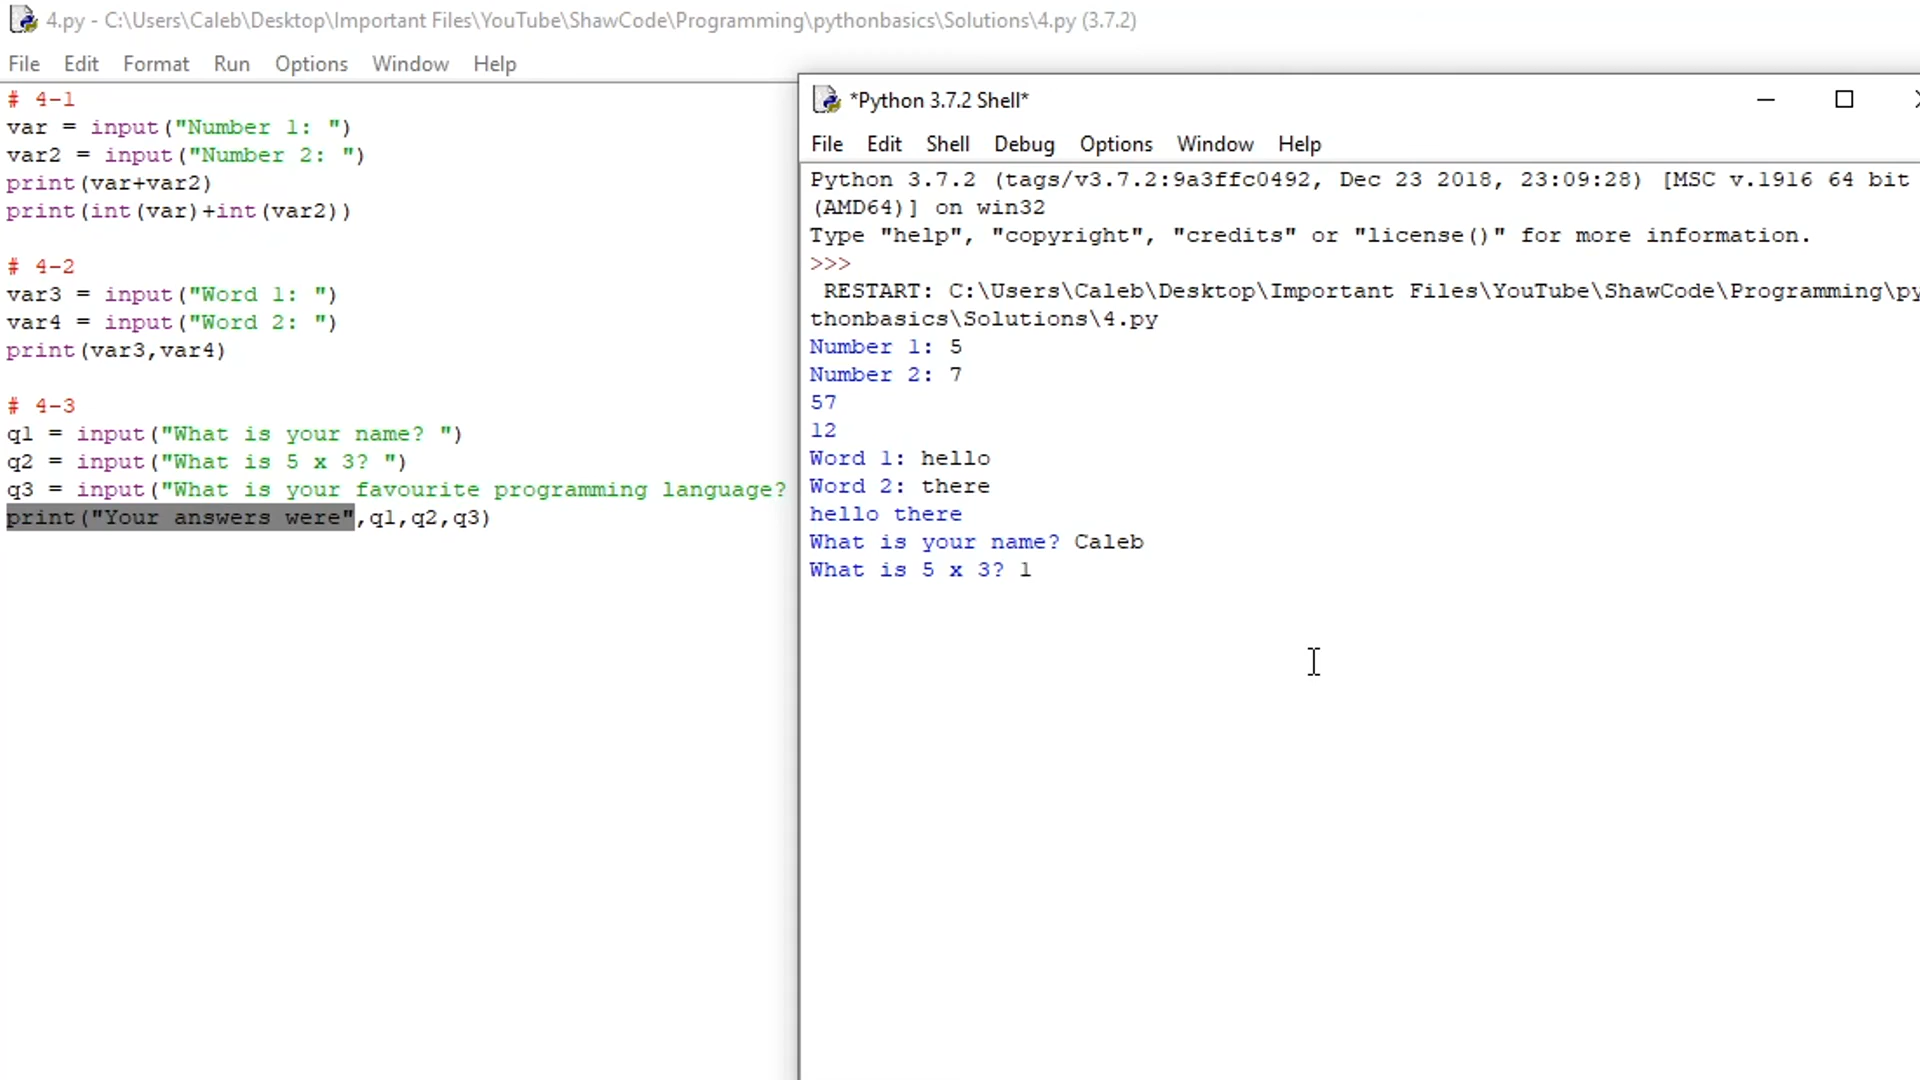 4.py - C:\Users\Caleb\Desktop\Important Files\YouTube\ShawCode\Programming\pythonbasics\Solutions\4.py (3.7.2)
File Edit Format Run Options Window Help
# 4-1
var = input("Number 1: ")
var2 = input("Number 2: ")
print(var+var2)
print(int(var)+int(var2))
# 4-2
var3 = input("Word 1: ")
var4 = input("Word 2: ")
print(var3,var4)
# 4-3
q1 = input("What is your name? ")
q2 = input("What is 5 x 3? ")
q3 = input("What is your favourite programming language?
print("Your answers were",q1,q2,q3)
*Python 3.7.2 Shell*
File Edit Shell Debug Options Window Help
Python 3.7.2 (tags/v3.7.2:9a3ffc0492, Dec 23 2018, 23:09:28) [MSC v.1916 64 bit
(AMD64)] on win32
Type "help", "copyright", "credits" or "license()" for more information.
>>>
RESTART: C:\Users\Caleb\Desktop\Important Files\YouTube\ShawCode\Programming\py
thonbasics\Solutions\4.py
Number 1: 5
Number 2: 7
57
12
Word 1: hello
Word 2: there
hello there
What is your name? Caleb
What is 5 x 3? 1